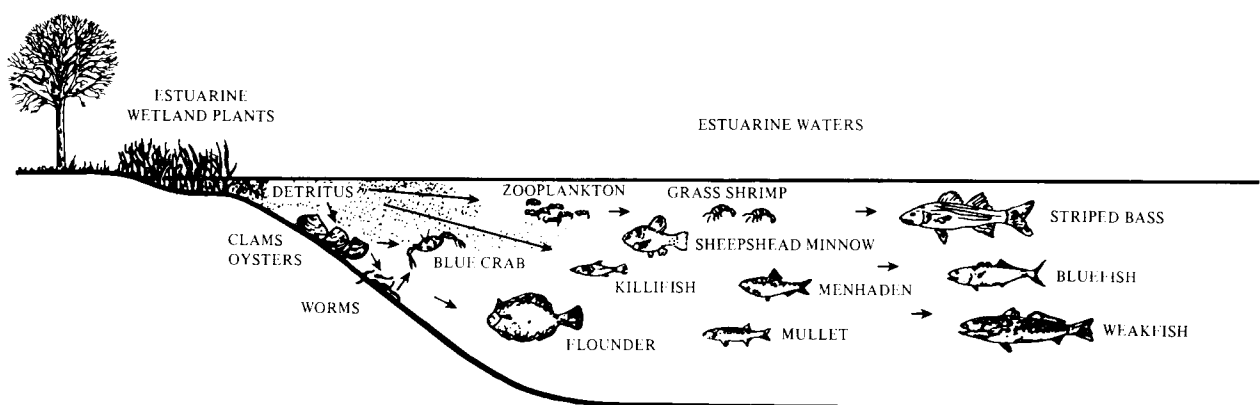 ESTUARINE
WETLAND PLANTS
ESTUARINE WATERS
DETRITUS
ZOOPLANKTON
GRASS SHRIMP
STRIPED BASS
CLAMS
OYSTERS
BLUE CRAB
SHEEPSHEAD MINNOW
KILLIFISH
MENHADEN
BLUEFISH
WORMS
FLOUNDER
MULLET
WEAKFISH